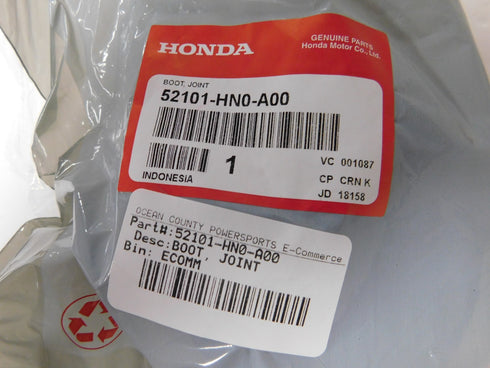 HONDA
GENUINE PARTS
Honda Motor Co., Ltd.
BOOT, JOINT
52101-HN0-A00
1
VC 001087
INDONESIA
CP CRN K
JD 18158
OCEAN COUNTY POWERSPORTS E-Commerce
Part#:52101-HN0-A00
Desc:BOOT, JOINT
Bin: ECOMM